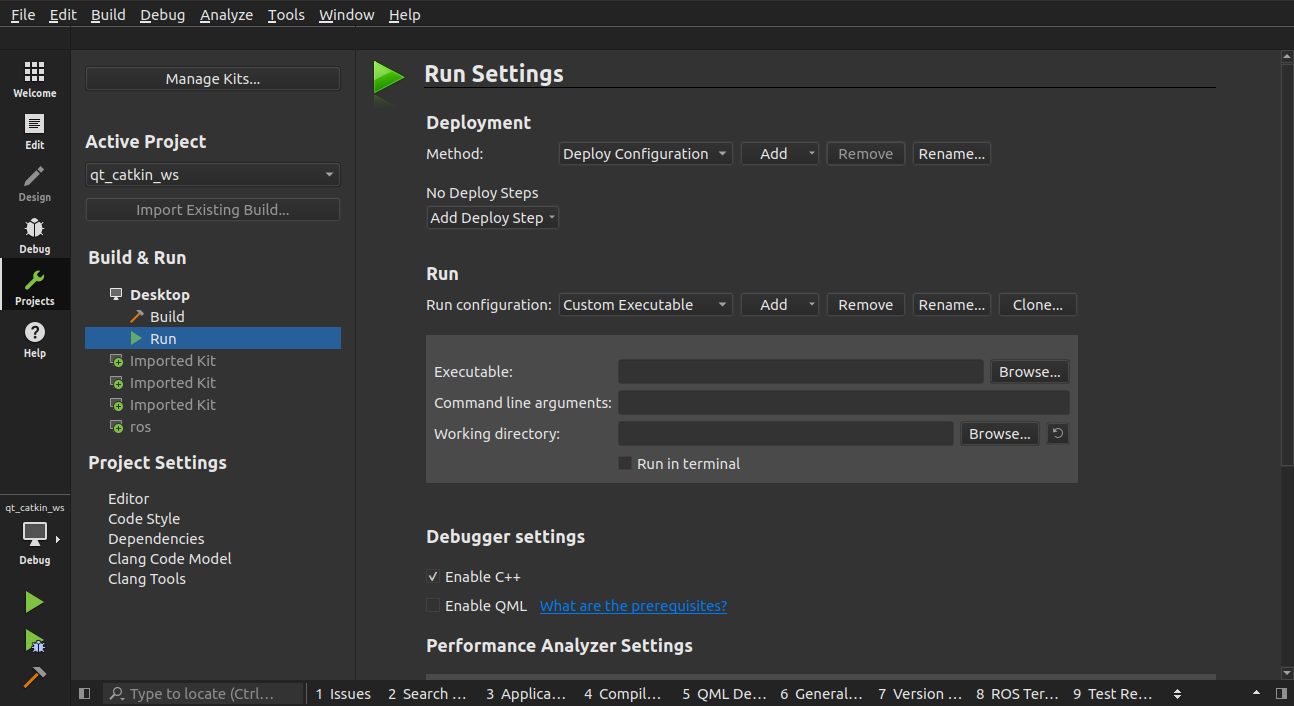 File Edit Build Debug Analyze Tools Window Help
Welcome
Edit
Design
Debug
Projects
Help
qt_catkin_ws
Debug
Manage Kits...
Active Project
qt_catkin_ws
Import Existing Build...
Build & Run
Desktop
Build
Run
Imported Kit
Imported Kit
Imported Kit
ros
Project Settings
Editor
Code Style
Dependencies
Clang Code Model
Clang Tools
Run Settings
Deployment
Method: Deploy Configuration Add Remove Rename...
No Deploy Steps
Add Deploy Step
Run
Run configuration: Custom Executable Add Remove Rename... Clone...
Executable: Browse...
Command line arguments:
Working directory: Browse...
Run in terminal
Debugger settings
Enable C++
Enable QML What are the prerequisites?
Performance Analyzer Settings
Type to locate (Ctrl... 1 Issues 2 Search ... 3 Applica... 4 Compil... 5 QML De... 6 General... 7 Version ... 8 ROS Ter... 9 Test Re...